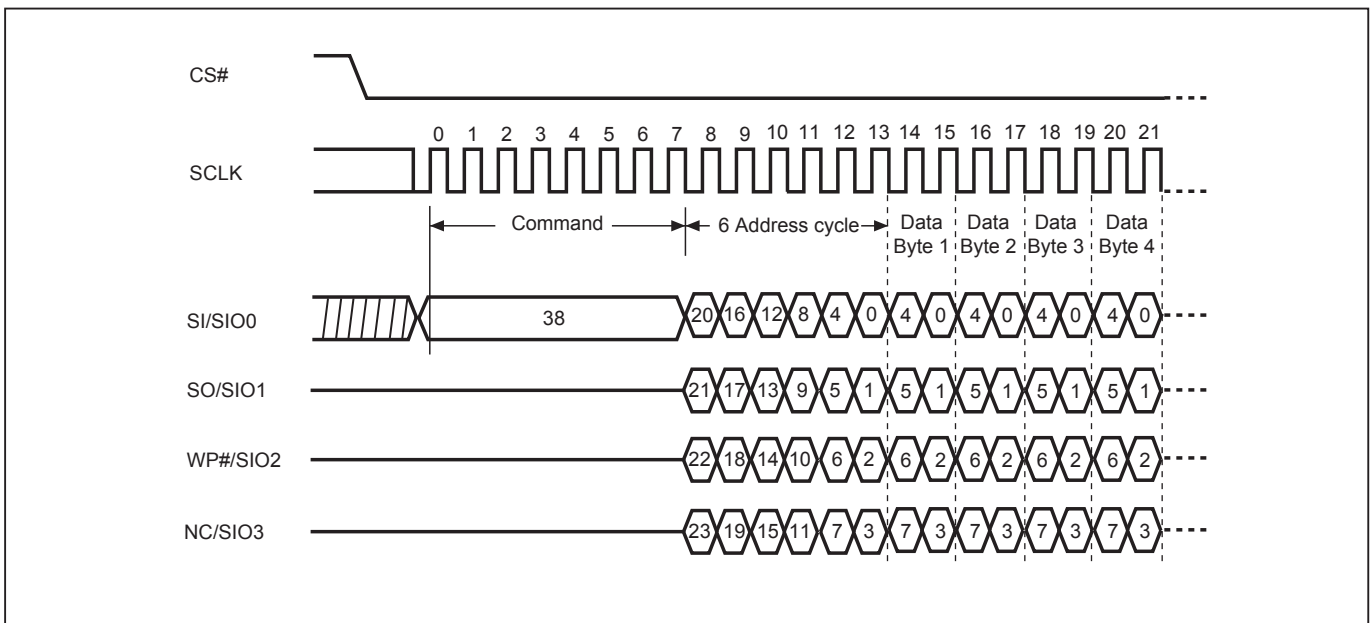 CS#
0 1 2 3 4 5 6 7 8 9 10 11 12 13 14 15 16 17 18 19 20 21
SCLK
Command
6 Address cycle
Data Byte 1
Data Byte 2
Data Byte 3
Data Byte 4
SI/SIO0
38
20 16 12 8 4 0 4 0 4 0 4 0 4 0
SO/SIO1
21 17 13 9 5 1 5 1 5 1 5 1 5 1
WP#/SIO2
22 18 14 10 6 2 6 2 6 2 6 2 6 2
NC/SIO3
23 19 15 11 7 3 7 3 7 3 7 3 7 3